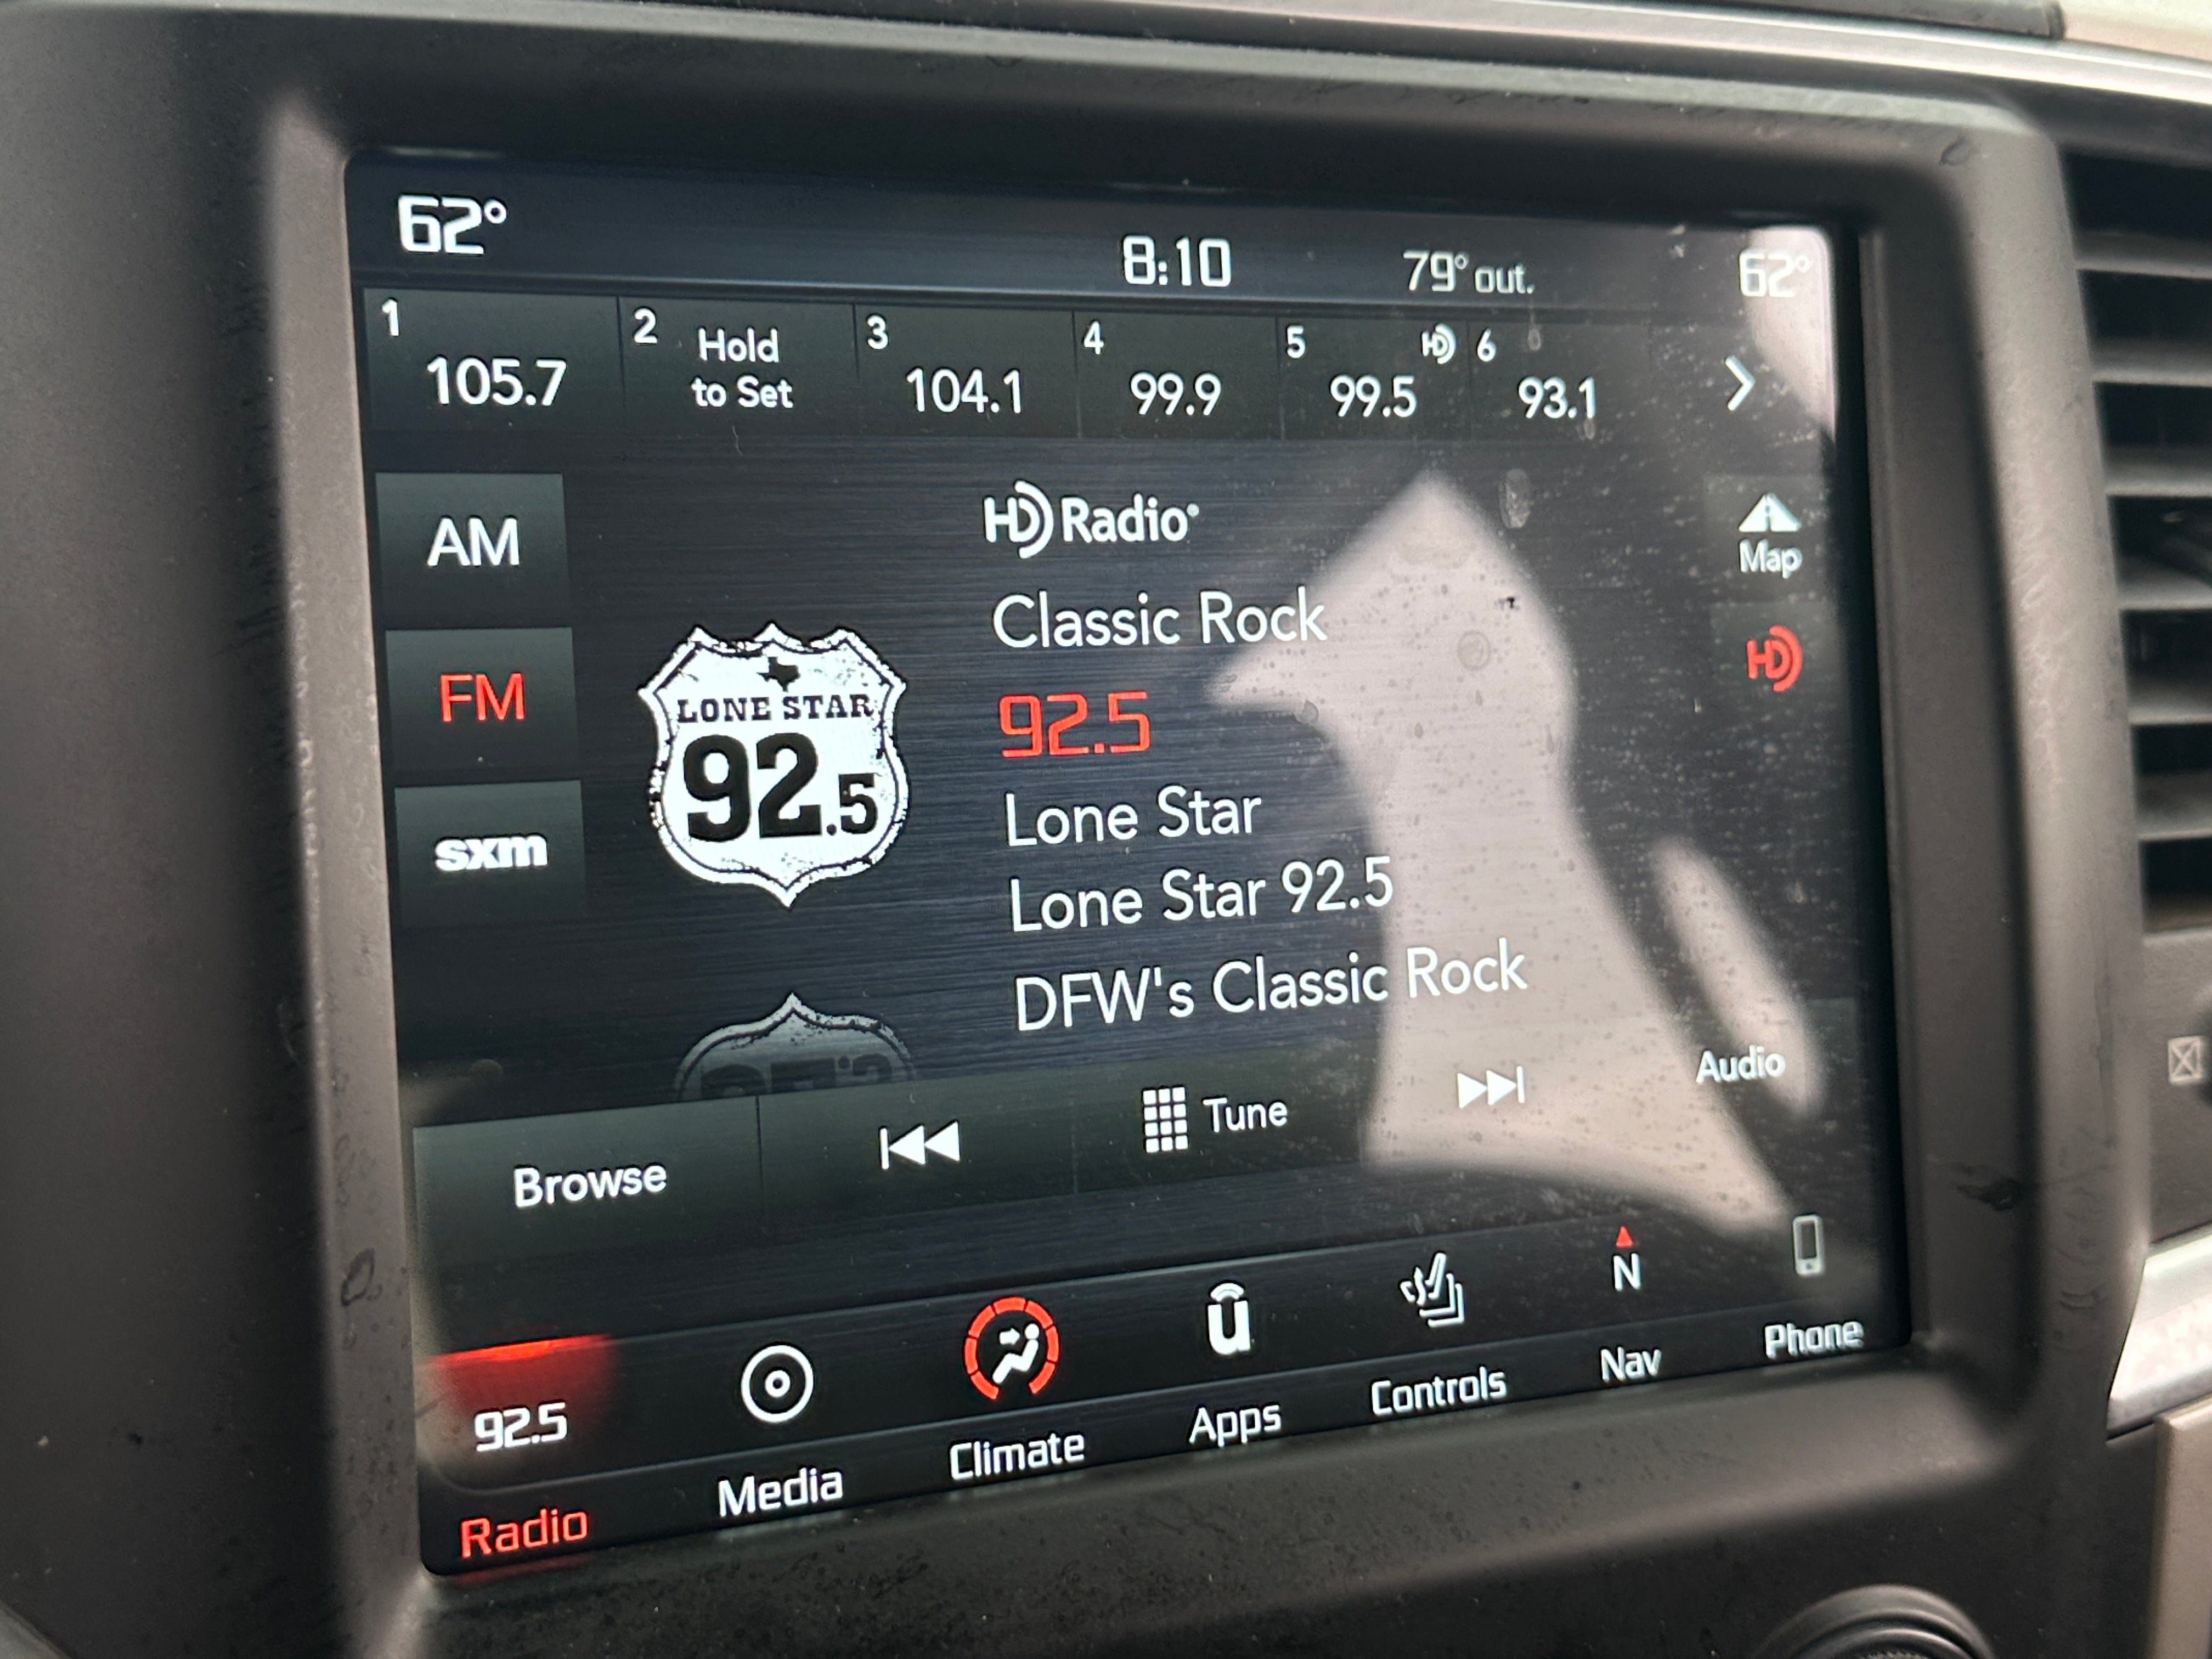 62° 8:10 79° out. 62°
1 2 3 4 5 HD 6
105.7 Hold to Set 104.1 99.9 99.5 93.1
AM
FM
sxm
LONE STAR
92.5
HD Radio®
Classic Rock
92.5
Lone Star
Lone Star 92.5
DFW's Classic Rock
Map
HD
Audio
Browse
Tune
92.5
Radio
Media
Climate
u
Apps
Controls
N
Nav
Phone